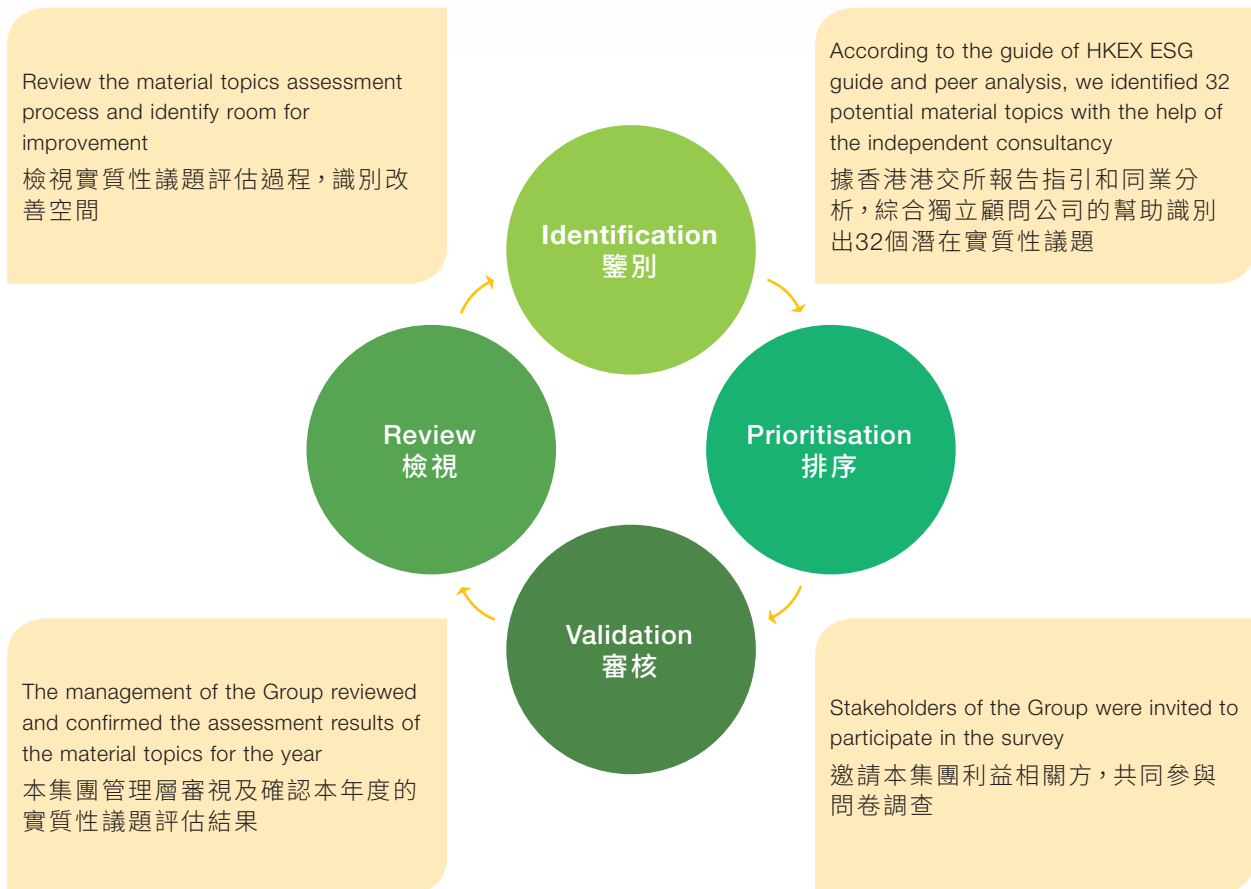 Review the material topics assessment
process and identify room for
improvement
檢視實質性議題評估過程，識別改
善空間
According to the guide of HKEX ESG
guide and peer analysis, we identified 32
potential material topics with the help of
the independent consultancy
據香港港交所報告指引和同業分
析，綜合獨立顧問公司的幫助識別
出32個潛在實質性議題
Identification
鑒別
Review
檢視
Prioritisation
排序
Validation
審核
The management of the Group reviewed
and confirmed the assessment results of
the material topics for the year
本集團管理層審視及確認本年度的
實質性議題評估結果
Stakeholders of the Group were invited to
participate in the survey
邀請本集團利益相關方，共同參與
問卷調查